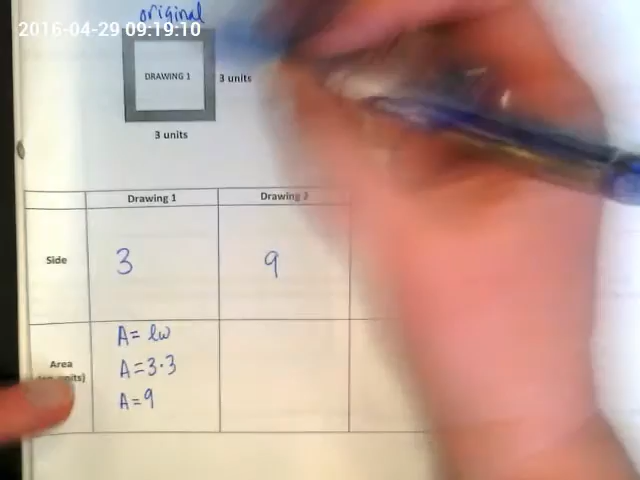 original
2016-04-29 09:19:10
DRAWING 1
3 units
3 units
Drawing 1
Drawing 2
Side
3
9
A = lw
Area
A = 3·3
A = 9